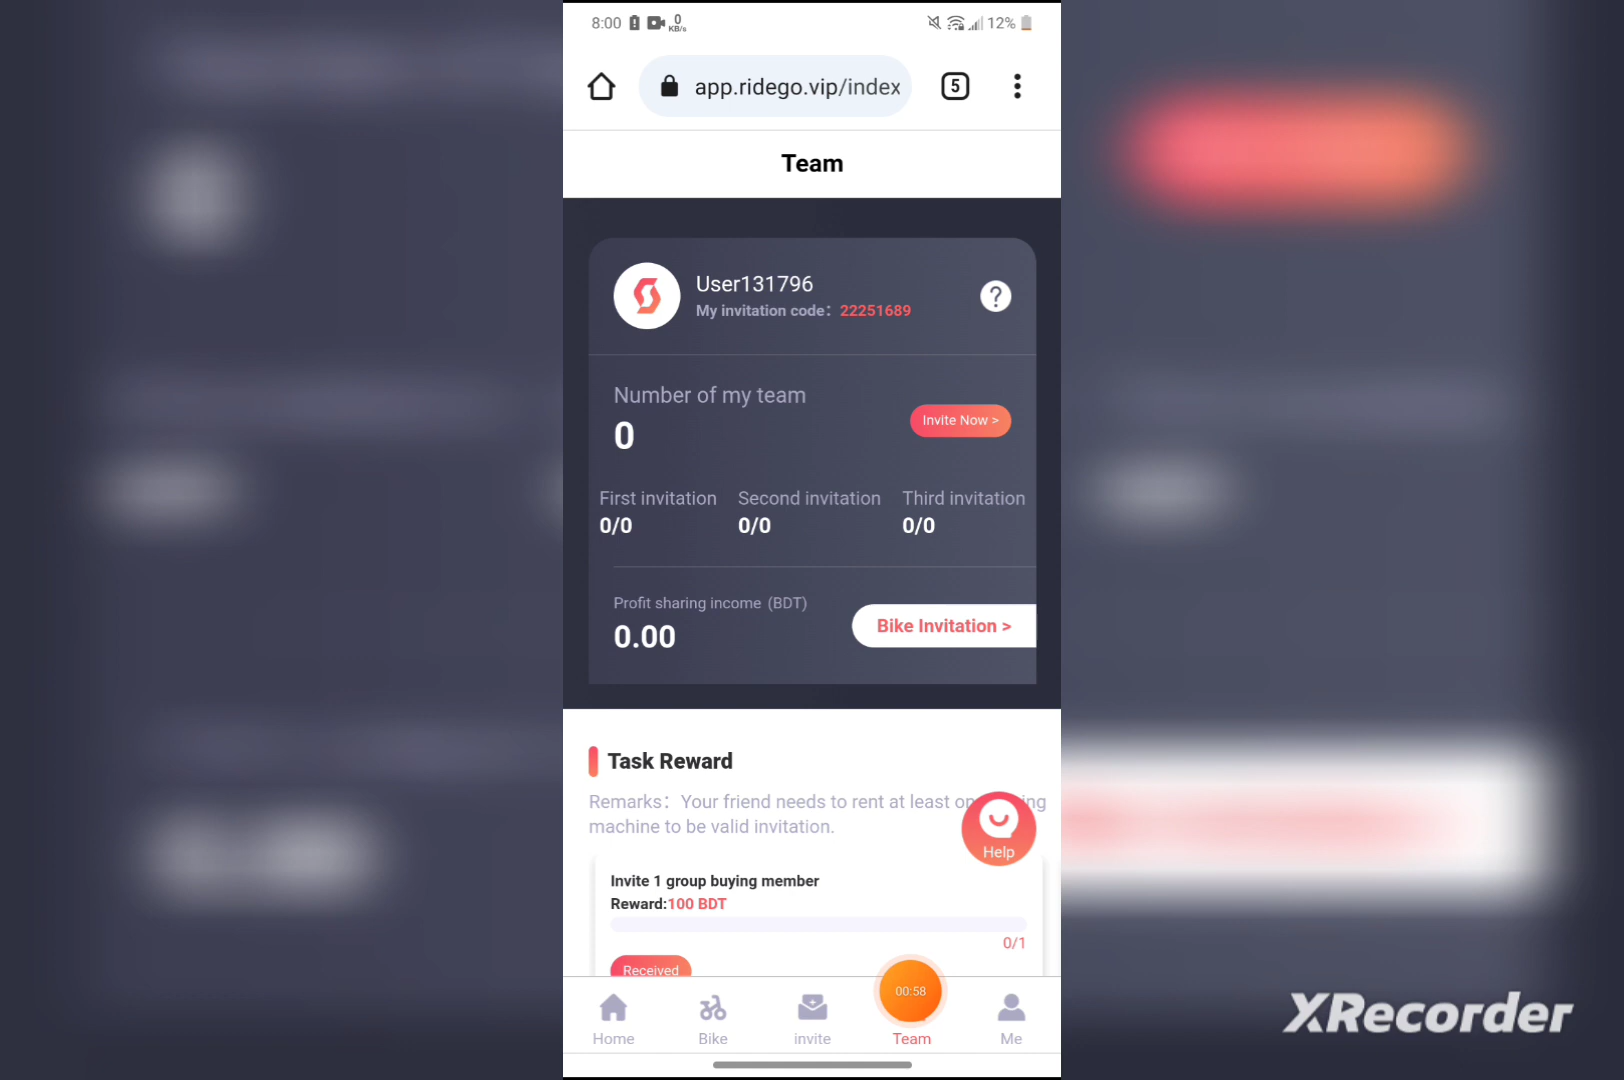 8:00 0 KB/s 12%
app.ridego.vip/index 5
Team
User131796
My invitation code: 22251689
?
Number of my team
0
Invite Now >
First invitation Second invitation Third invitation
0/0 0/0 0/0
Profit sharing income (BDT)
0.00
Bike Invitation >
Task Reward
Remarks: Your friend needs to rent at least
machine to be valid invitation.
Help
Invite 1 group buying member
Reward:100 BDT
0/1
Received
00:58
Home Bike invite Team Me
XRecorder